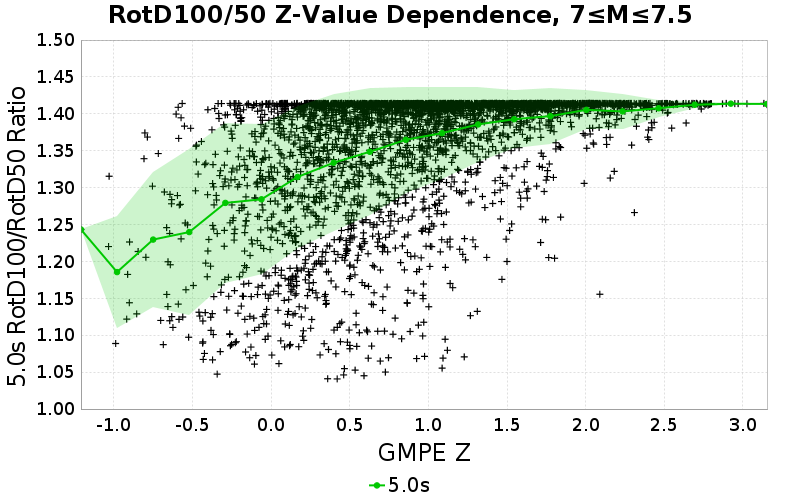 RotD100/50 Z-Value Dependence, 7≤M≤7.5
5.0s RotD100/RotD50 Ratio
1.50
1.45
1.40
1.35
1.30
1.25
1.20
1.15
1.10
1.05
1.00
-1.0 -0.5 0.0 0.5 1.0 1.5 2.0 2.5 3.0
GMPE Z
5.0s